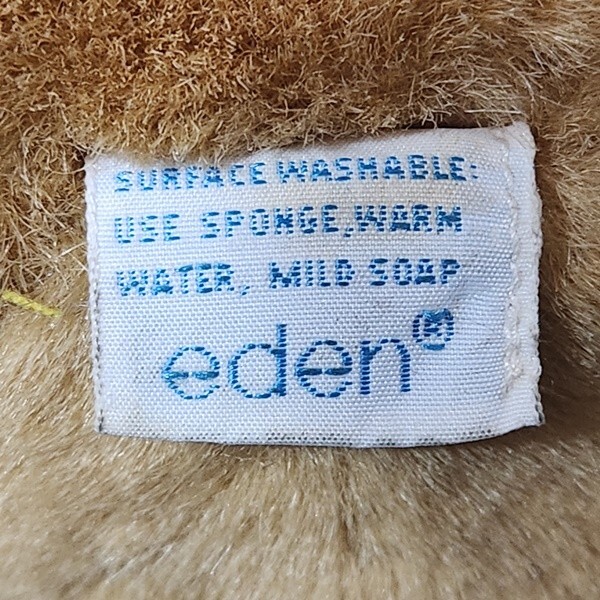 SURFACE WASHABLE:
USE SPONGE, WARM
WATER, MILD SOAP
eden®